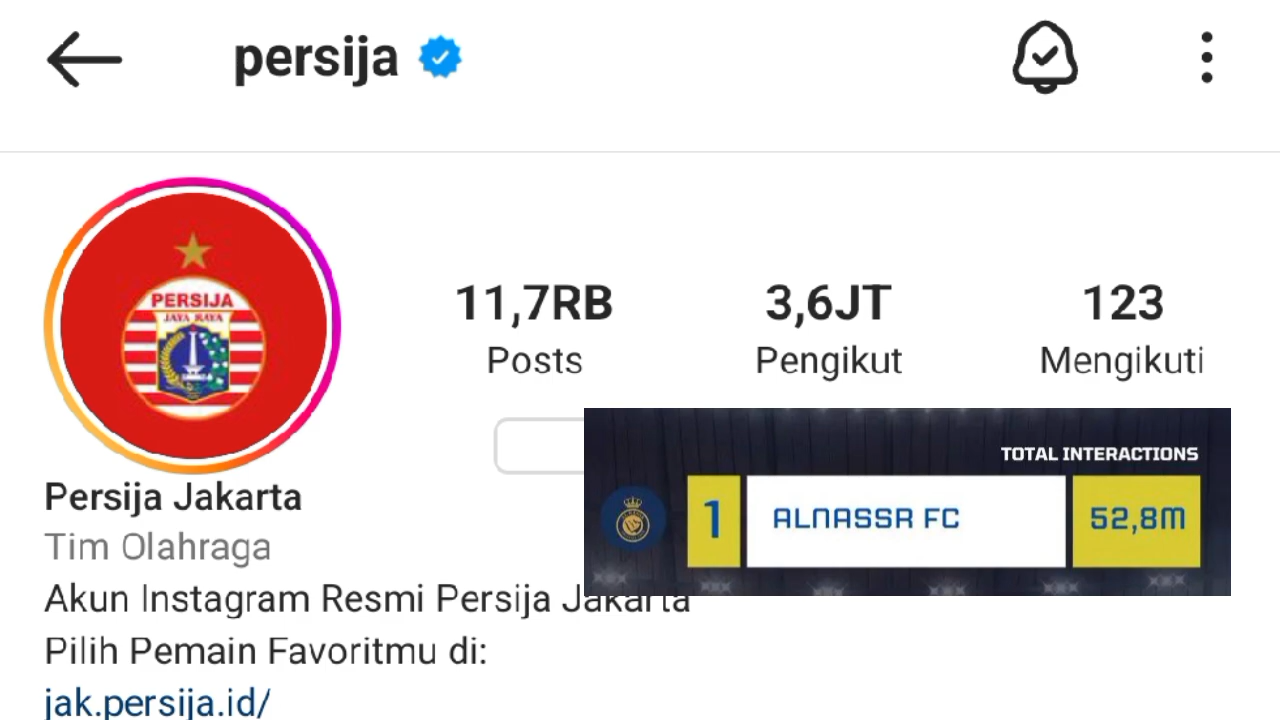 persija
PERSIJA
JAYA RAYA
11,7RB
Posts
3,6JT
Pengikut
123
Mengikuti
Persija Jakarta
Tim Olahraga
Akun Instagram Resmi Persija Jakarta
Pilih Pemain Favoritmu di:
jak.persija.id/
TOTAL INTERACTIONS
1
ALNASSR FC
52,8M